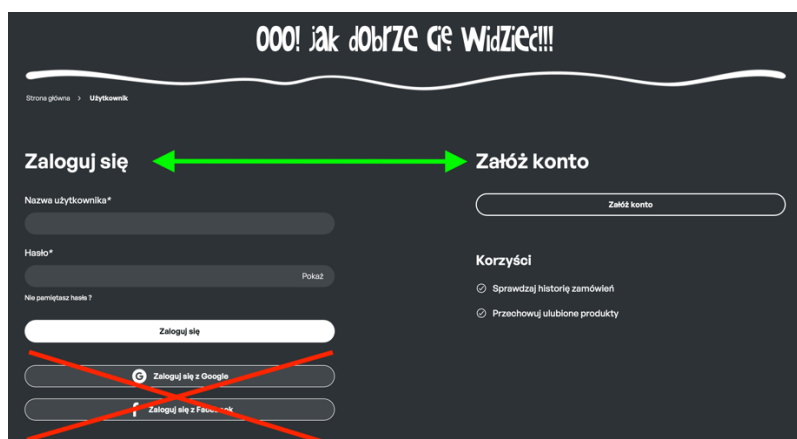 OOO! jak dobrze Cię Widzieć!!!
Strona główna > Użytkownik
Zaloguj się
Nazwa użytkownika*
Hasło*
Pokaż
Nie pamiętasz hasła ?
Zaloguj się
Zaloguj się z Google
Zaloguj się z Facebook
Załóż konto
Załóż konto
Korzyści
Sprawdzaj historię zamówień
Przechowuj ulubione produkty